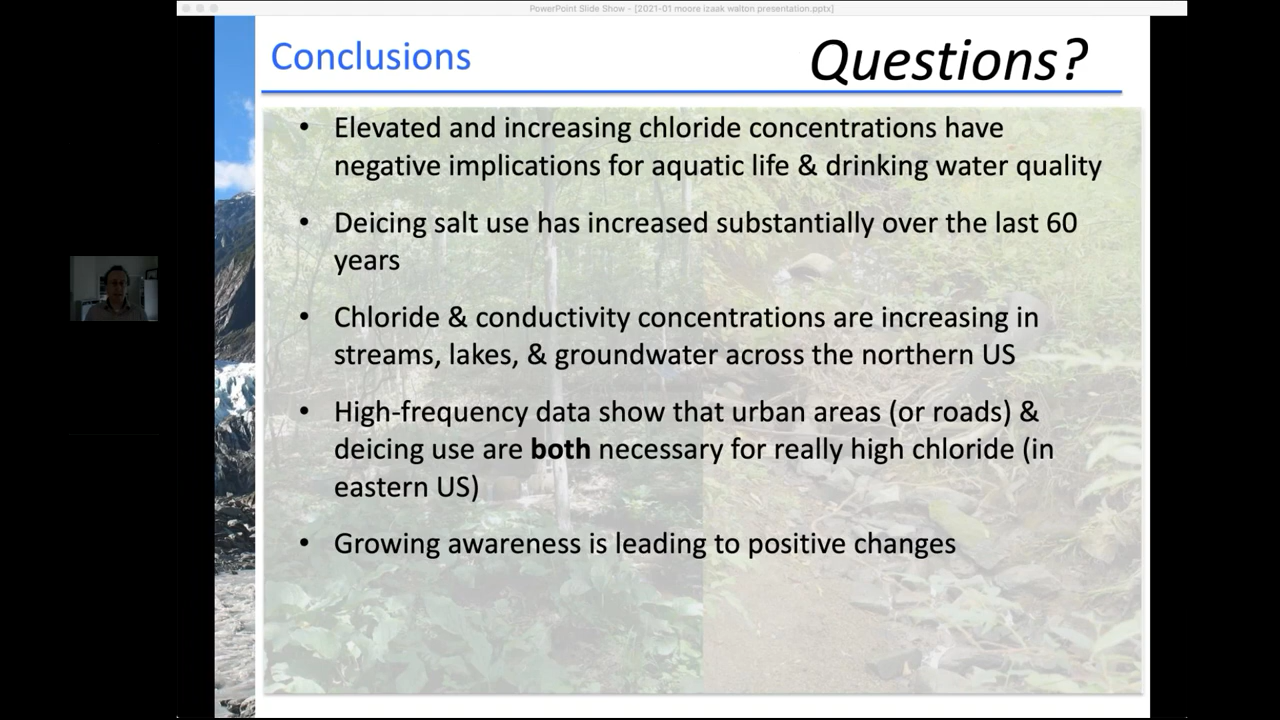 PowerPoint Slide Show - [2021-01 moore izaak walton presentation.pptx]
Conclusions
Questions?
• Elevated and increasing chloride concentrations have
negative implications for aquatic life & drinking water quality
• Deicing salt use has increased substantially over the last 60
years
• Chloride & conductivity concentrations are increasing in
streams, lakes, & groundwater across the northern US
• High-frequency data show that urban areas (or roads) &
deicing use are both necessary for really high chloride (in
eastern US)
• Growing awareness is leading to positive changes